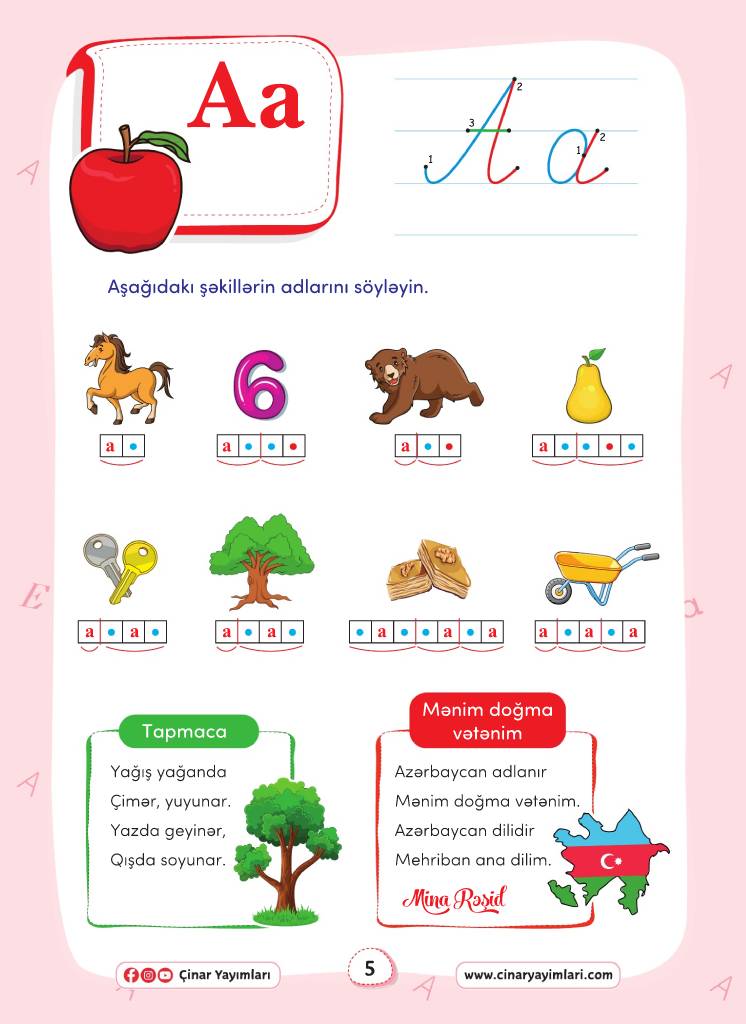 Aa
1
2
3
A
1
2
a
Aşağıdakı şəkillərin adlarını söyləyin.
6
a
a
a
a
a a
a a
a a a
a a a
Tapmaca
Yağış yağanda
Çimər, yuyunar.
Yazda geyinər,
Qışda soyunar.
Mənim doğma
vətənim
Azərbaycan adlanır
Mənim doğma vətənim.
Azərbaycan dilidir
Mehriban ana dilim.
Mina Rəşid
Çinar Yayımları
5
www.cinaryayimlari.com
A
A
E
a
A
A
A